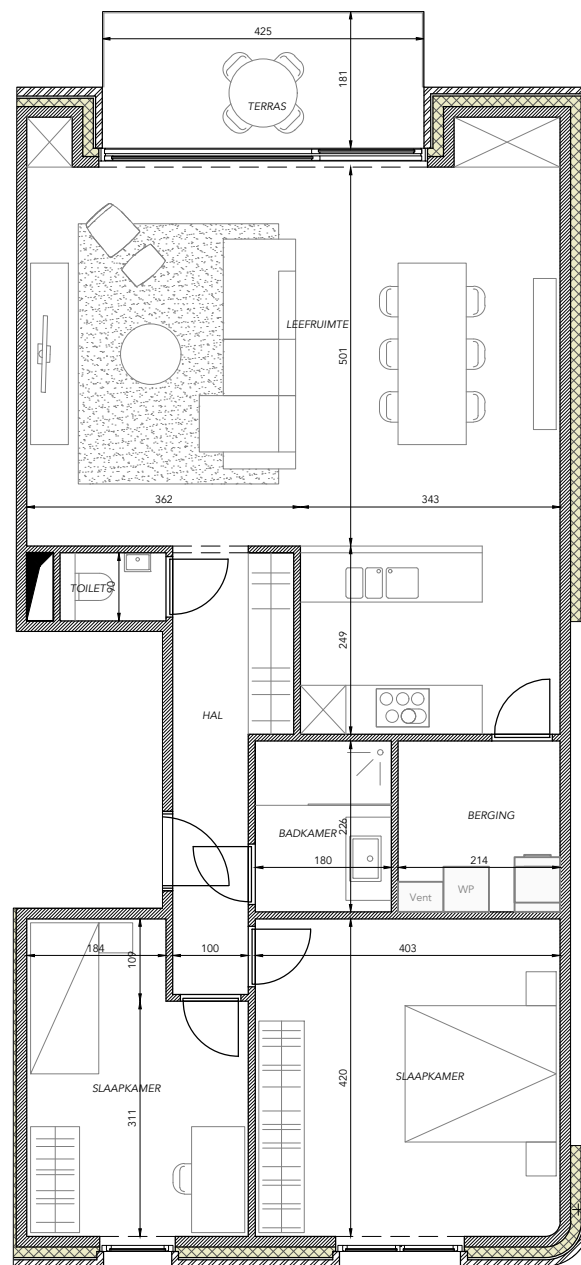 425
181
TERRAS
LEEFRUIMTE
501
362
343
TOILET
90
249
HAL
BADKAMER
226
180
BERGING
214
Vent
WP
184
109
100
403
SLAAPKAMER
311
420
SLAAPKAMER